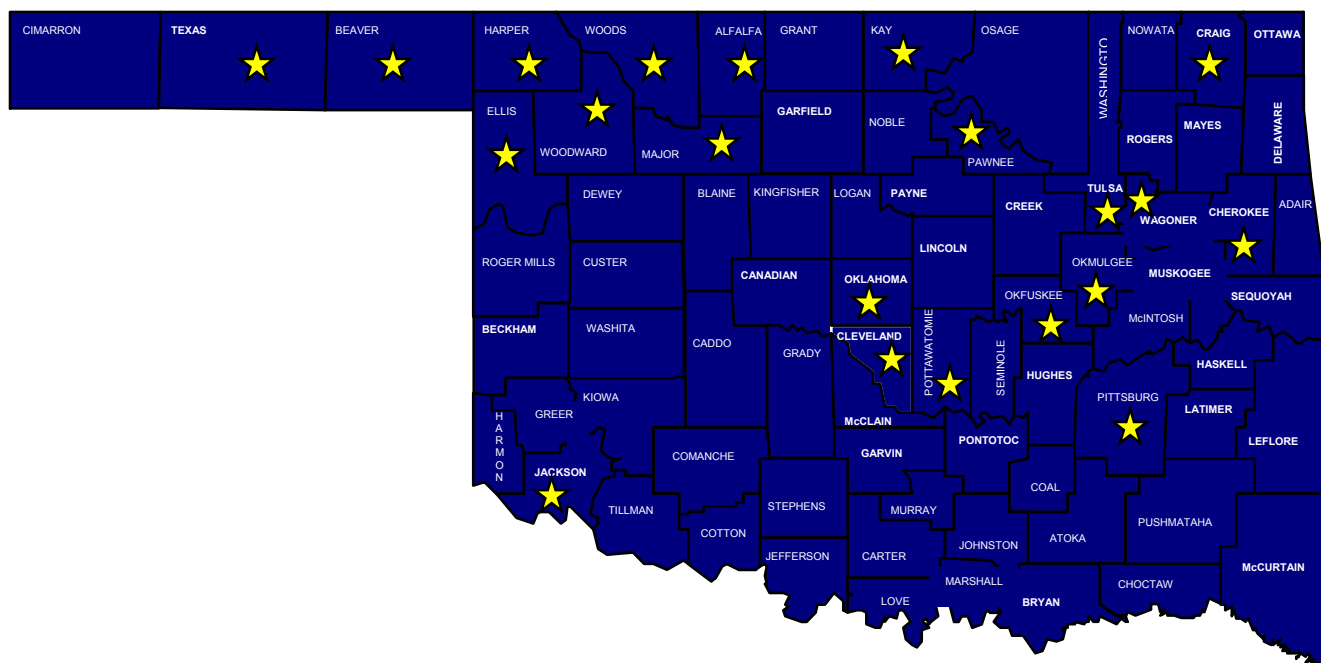 CIMARRON
TEXAS
BEAVER
HARPER
WOODS
ALFALFA
GRANT
KAY
OSAGE
WASHINGTO
NOWATA
CRAIG
OTTAWA
ELLIS
WOODWARD
MAJOR
GARFIELD
NOBLE
PAWNEE
ROGERS
MAYES
DELAWARE
DEWEY
BLAINE
KINGFISHER
LOGAN
PAYNE
CREEK
TULSA
WAGONER
CHEROKEE
ADAIR
ROGER MILLS
CUSTER
CANADIAN
OKLAHOMA
LINCOLN
OKMULGEE
MUSKOGEE
SEQUOYAH
BECKHAM
WASHITA
CADDO
GRADY
CLEVELAND
POTTAWATOMIE
SEMINOLE
OKFUSKEE
McINTOSH
HASKELL
HARMON
GREER
KIOWA
McCLAIN
HUGHES
PITTSBURG
LATIMER
LEFLORE
JACKSON
COMANCHE
GARVIN
PONTOTOC
COAL
TILLMAN
COTTON
STEPHENS
MURRAY
JOHNSTON
ATOKA
PUSHMATAHA
JEFFERSON
CARTER
MARSHALL
LOVE
BRYAN
CHOCTAW
McCURTAIN